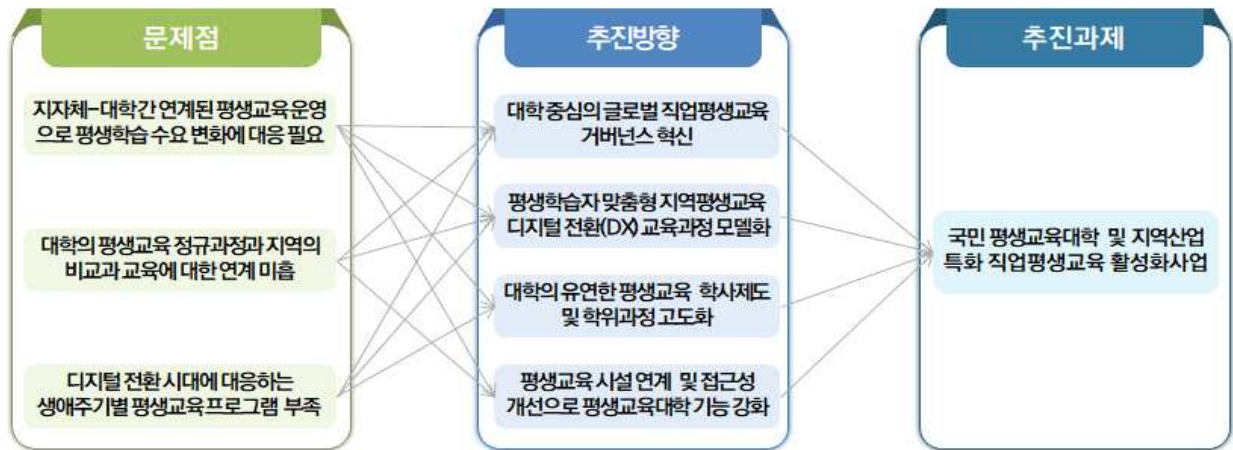 문제점
지자체-대학간 연계된 평생교육 운영
으로 평생학습 수요 변화에 대응 필요
대학의 평생교육 정규과정과 지역의
비교과 교육에 대한 연계 미흡
디지털 전환 시대에 대응하는
생애주기별 평생교육 프로그램 부족
추진방향
대학 중심의 글로벌 직업평생교육
거버넌스 혁신
평생학습자 맞춤형 지역평생교육
디지털 전환(DX) 교육과정 모델화
대학의 유연한 평생교육 학사제도
및 학위과정 고도화
평생교육 시설 연계 및 접근성
개선으로 평생교육대학 기능 강화
추진과제
국민 평생교육대학 및 지역산업
특화 직업평생교육 활성화사업